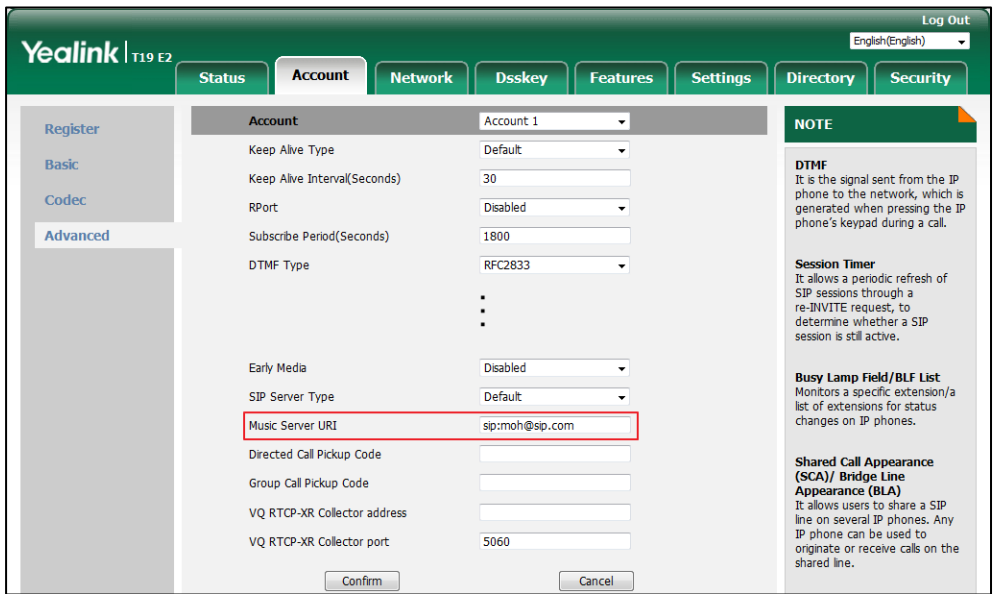 Log Out
English(English)
Yealink T19 E2
Status Account Network Dsskey Features Settings Directory Security
Register
Basic
Codec
Advanced
Account Account 1
Keep Alive Type Default
Keep Alive Interval(Seconds) 30
RPort Disabled
Subscribe Period(Seconds) 1800
DTMF Type RFC2833
Early Media Disabled
SIP Server Type Default
Music Server URI sip:moh@sip.com
Directed Call Pickup Code
Group Call Pickup Code
VQ RTCP-XR Collector address
VQ RTCP-XR Collector port 5060
Confirm Cancel
NOTE
DTMF
It is the signal sent from the IP
phone to the network, which is
generated when pressing the IP
phone's keypad during a call.
Session Timer
It allows a periodic refresh of
SIP sessions through a
re-INVITE request, to
determine whether a SIP
session is still active.
Busy Lamp Field/BLF List
Monitors a specific extension/a
list of extensions for status
changes on IP phones.
Shared Call Appearance
(SCA)/ Bridge Line
Appearance (BLA)
It allows users to share a SIP
line on several IP phones. Any
IP phone can be used to
originate or receive calls on the
shared line.